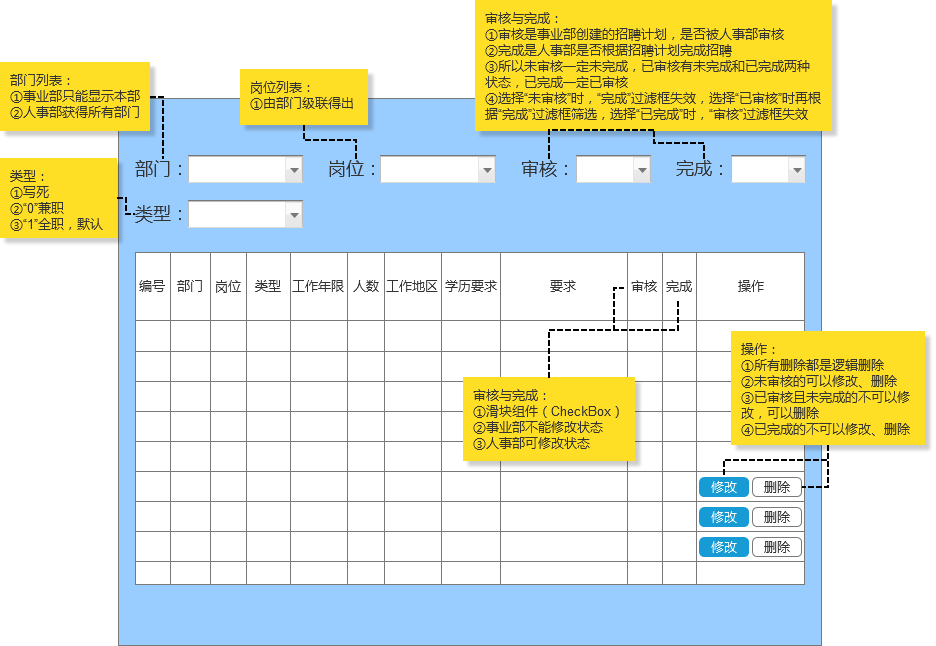 审核与完成：
①审核是事业部创建的招聘计划，是否被人事部审核
②完成是人事部是否根据招聘计划完成招聘
③所以未审核一定未完成，已审核有未完成和已完成两种
状态，已完成一定已审核
④选择“未审核”时，“完成”过滤框失效，选择“已审核”时再根
据“完成”过滤框筛选，选择“已完成”时，“审核”过滤框失效
部门列表：
①事业部只能显示本部
②人事部获得所有部门
岗位列表：
①由部门级联得出
部门： 岗位： 审核： 完成：
类型：
①写死
②“0”兼职
③“1”全职，默认
类型：
编号 部门 岗位 类型 工作年限 人数 工作地区 学历要求 要求 审核 完成 操作
操作：
①所有删除都是逻辑删除
②未审核的可以修改、删除
③已审核且未完成的不可以修
改，可以删除
④已完成的不可以修改、删除
审核与完成：
①滑块组件（CheckBox）
②事业部不能修改状态
③人事部可修改状态
修改 删除
修改 删除
修改 删除